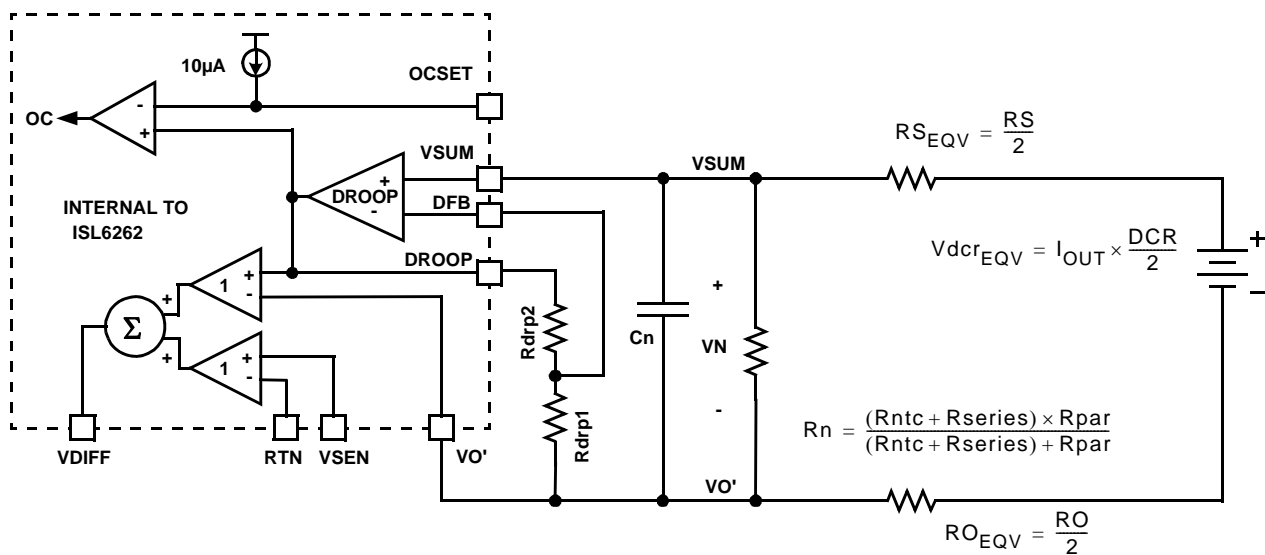 10µA
OCSET
OC
-
+
RS_EQV = RS/2
VSUM
VSUM
+
DROOP
-
DFB
INTERNAL TO
ISL6262
+
Vdcr_EQV = I_OUT × DCR/2
-
DROOP
+
1
-
+
Σ
+
Rdrp2
Cn
+
VN
-
+
1
-
Rdrp1
Rn = (Rntc + Rseries) × Rpar / (Rntc + Rseries) + Rpar
VDIFF
RTN
VSEN
VO'
VO'
RO_EQV = RO/2